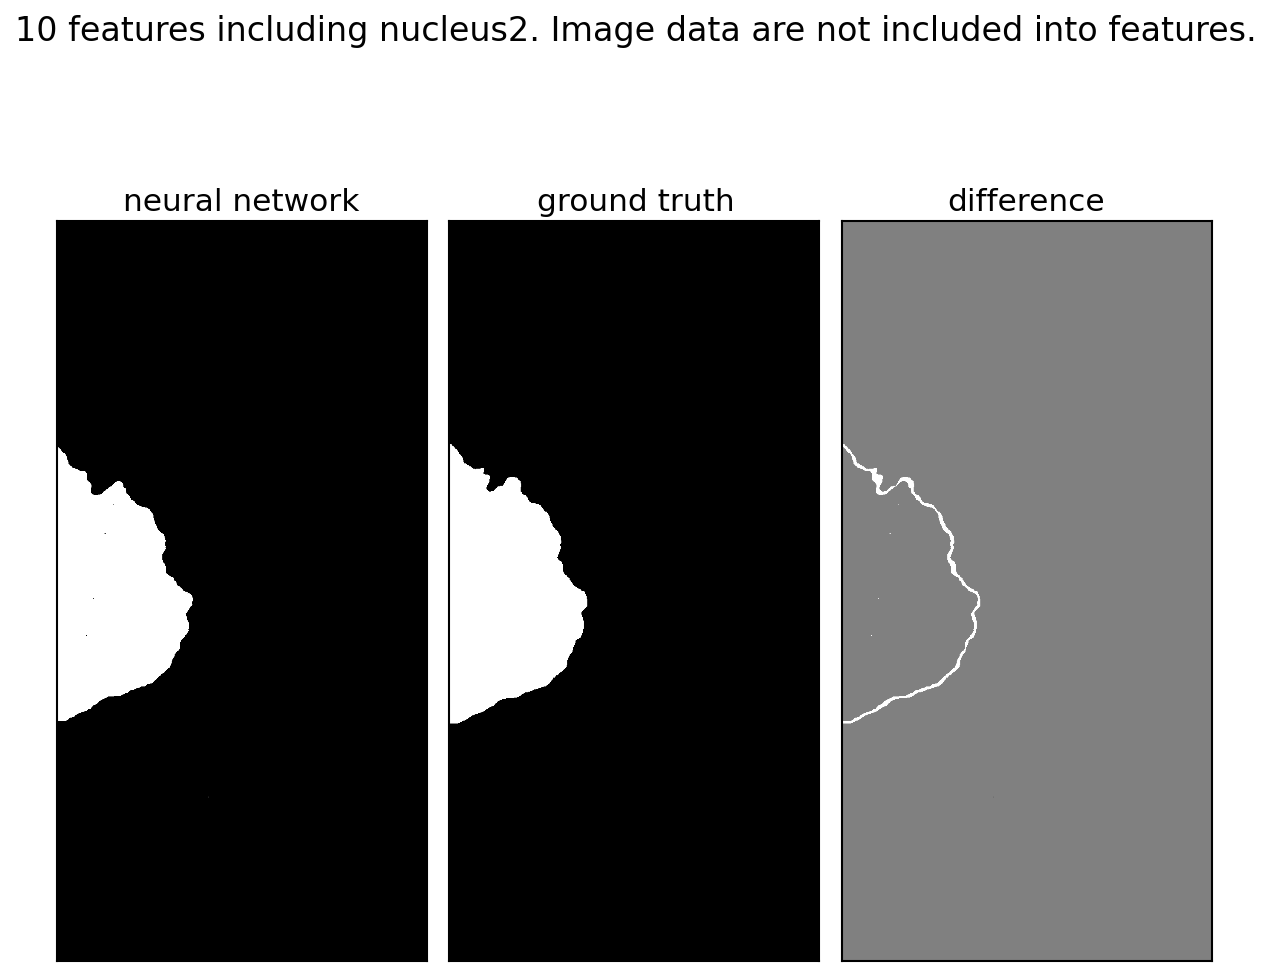 10 features including nucleus2. Image data are not included into features.
neural network
ground truth
difference